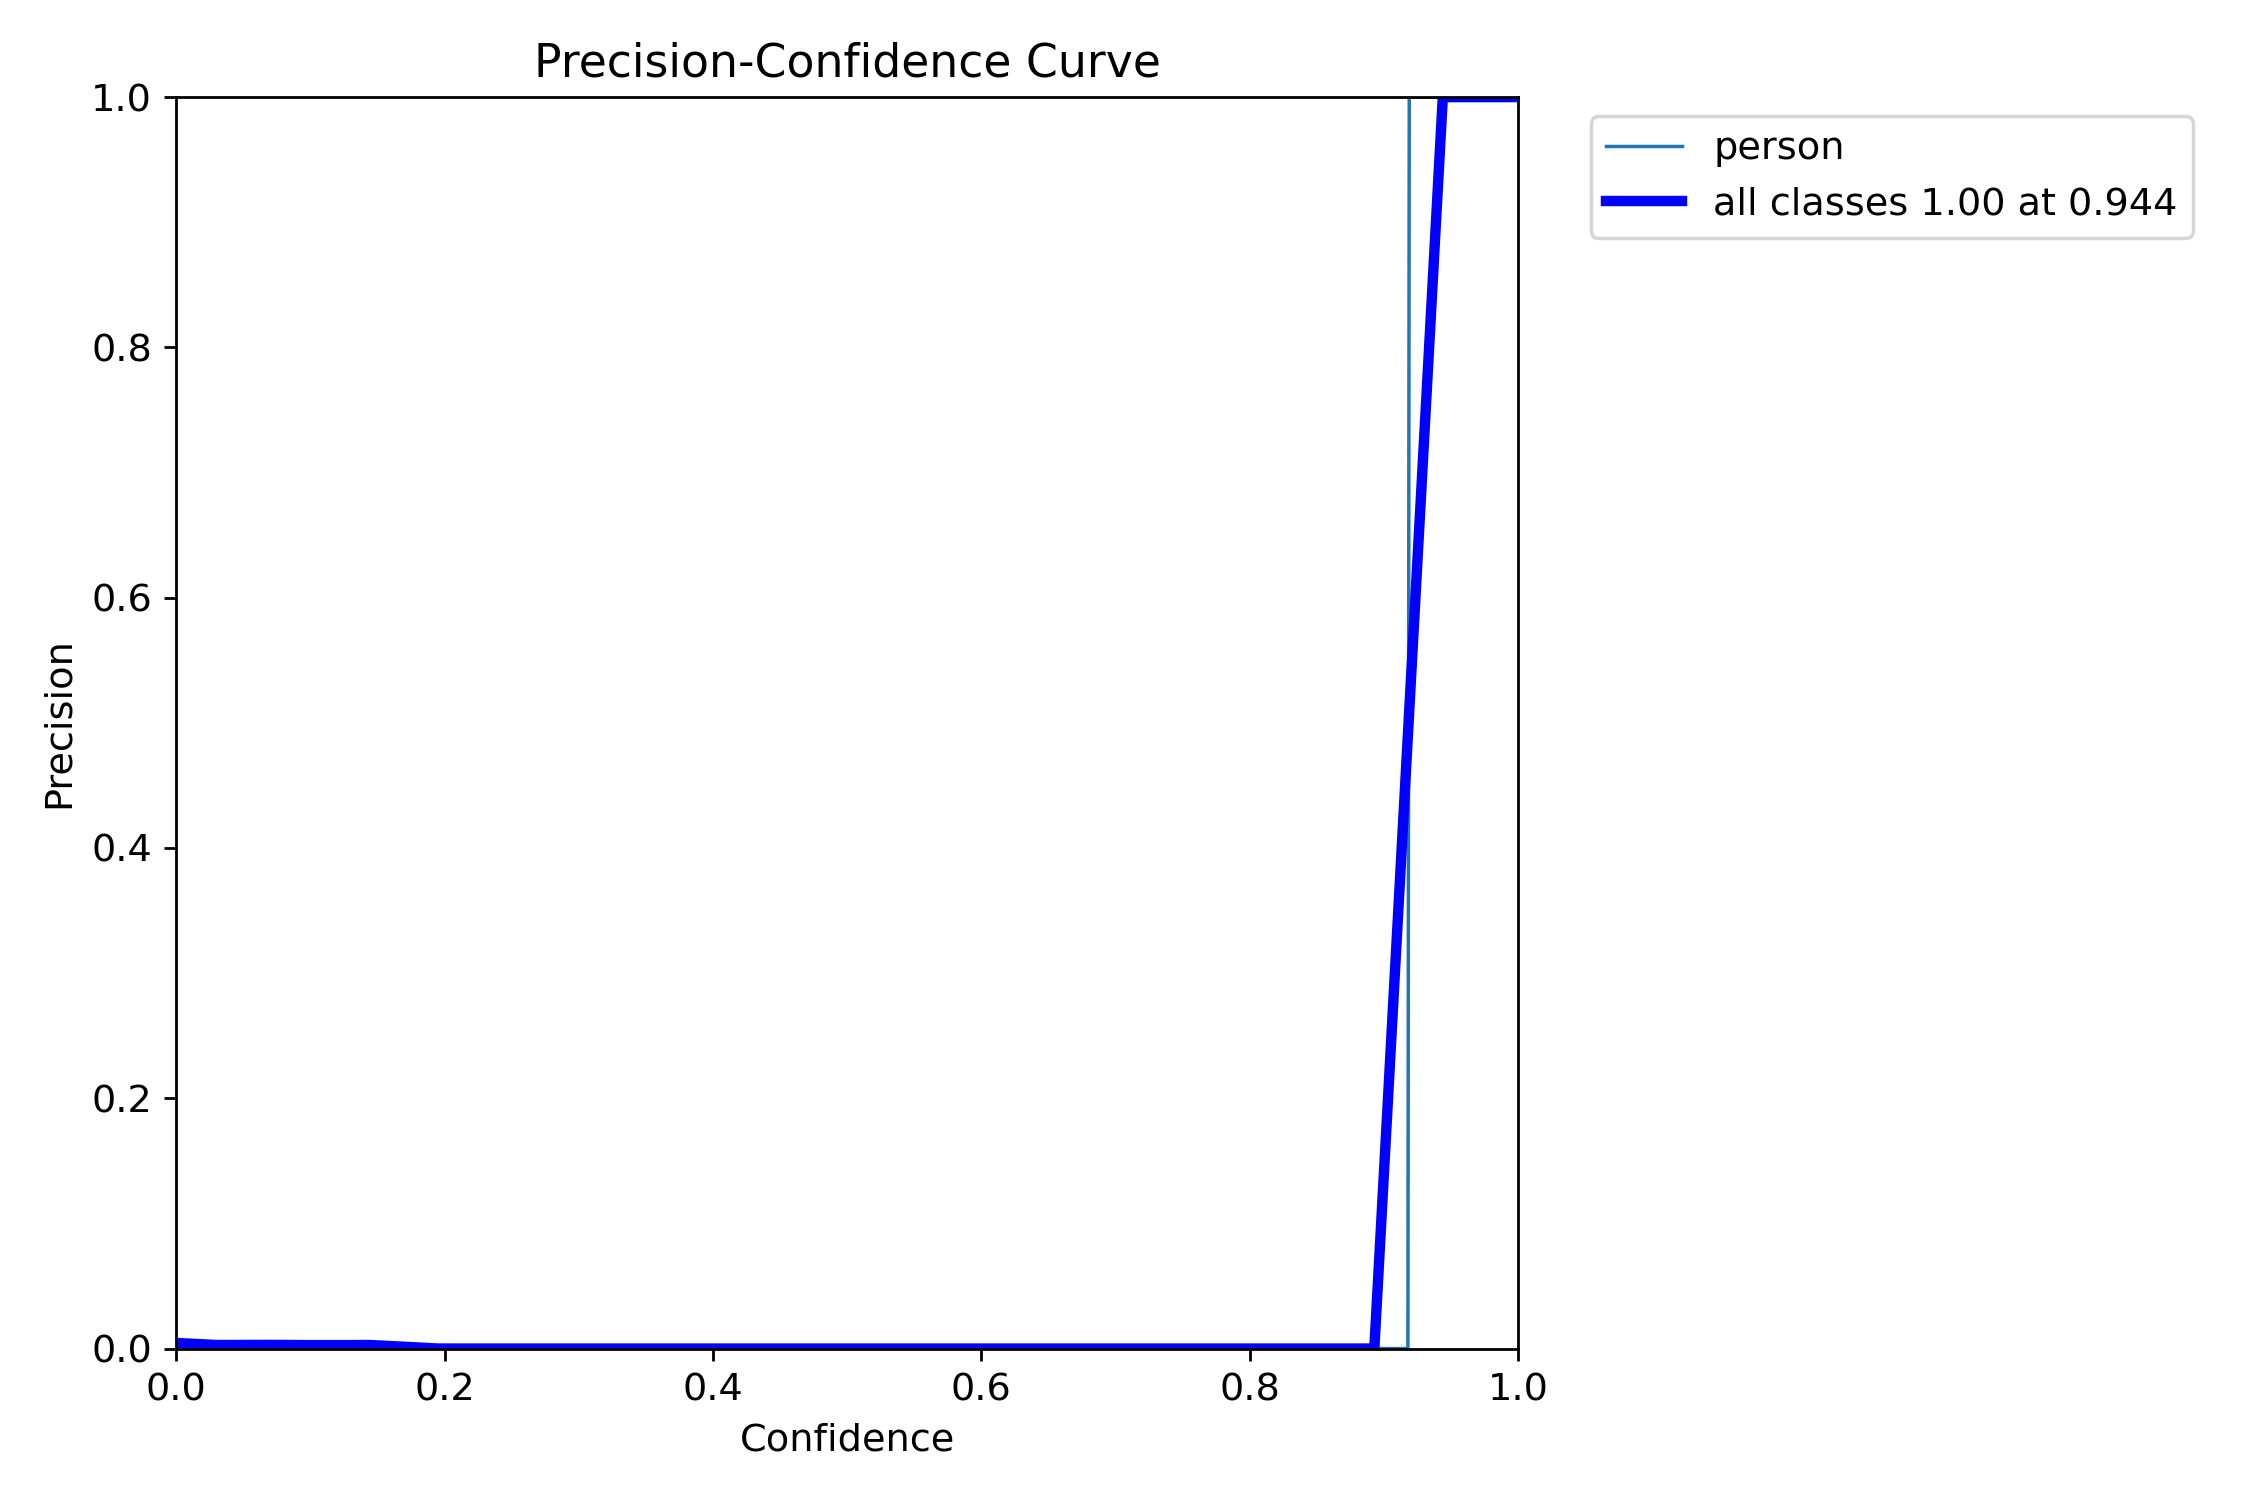 Precision-Confidence Curve
1.0
0.8
0.6
0.4
0.2
0.0
Precision
0.0 0.2 0.4 0.6 0.8 1.0
Confidence
person
all classes 1.00 at 0.944